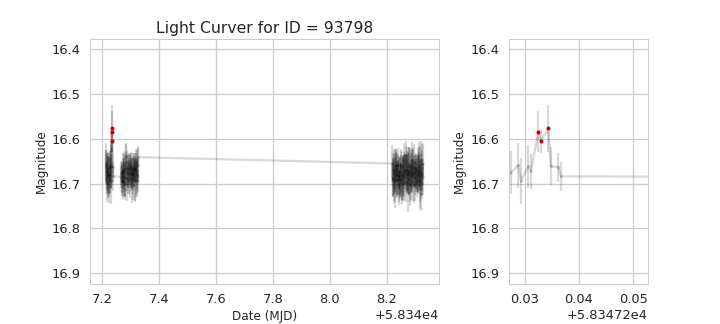 Light Curver for ID = 93798
Magnitude
16.4
16.5
16.6
16.7
16.8
16.9
7.2 7.4 7.6 7.8 8.0 8.2
Date (MJD)
+5.834e4
Magnitude
16.4
16.5
16.6
16.7
16.8
16.9
0.03 0.04 0.05
+5.83472e4